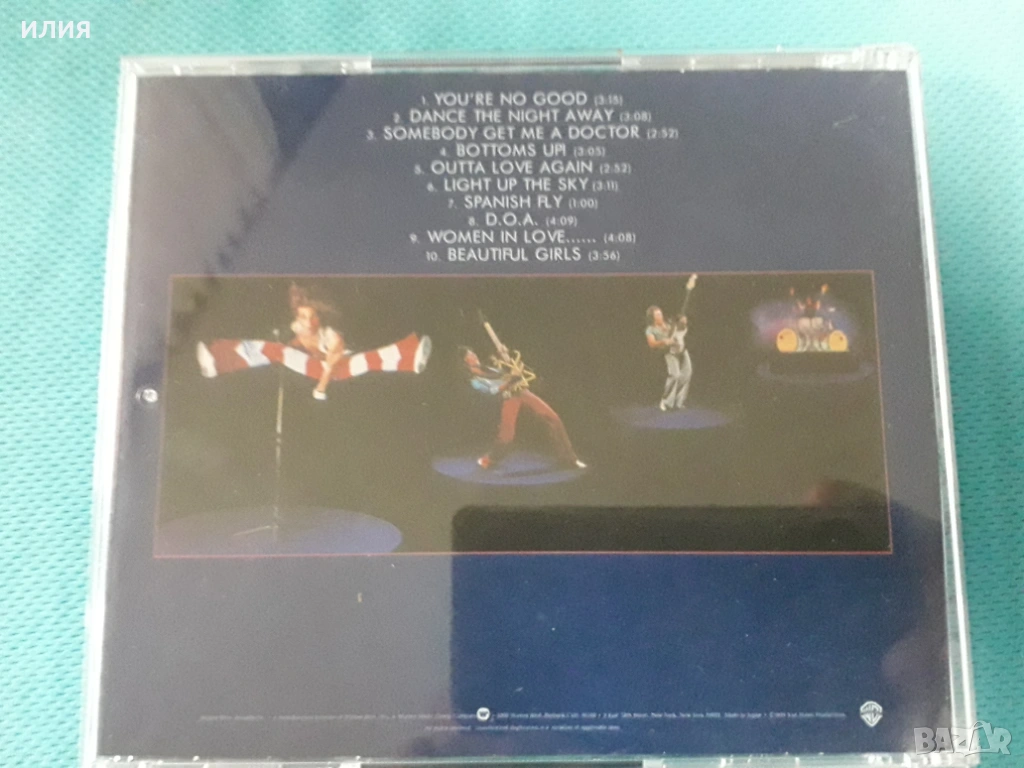 илия
1. YOU'RE NO GOOD (3:15)
2. DANCE THE NIGHT AWAY (3:08)
3. SOMEBODY GET ME A DOCTOR (2:52)
4. BOTTOMS UP! (3:05)
5. OUTTA LOVE AGAIN (2:52)
6. LIGHT UP THE SKY (3:11)
7. SPANISH FLY (1:00)
8. D.O.A. (4:09)
9. WOMEN IN LOVE...... (4:08)
10. BEAUTIFUL GIRLS (3:56)
BAZAR